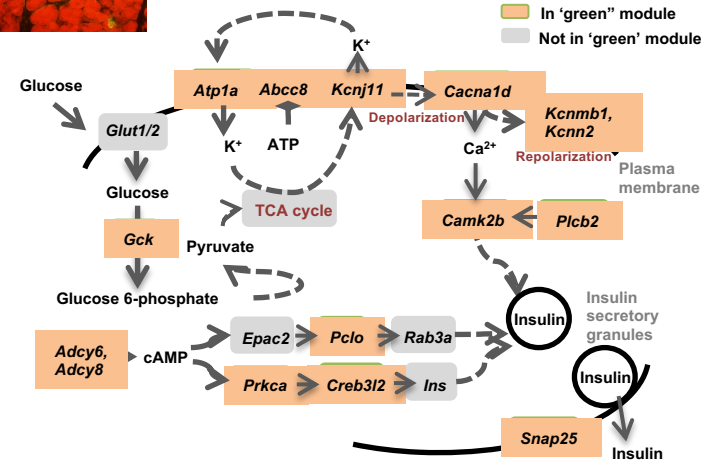 In ‘green” module
Not in ‘green’ module
K⁺
Glucose
Atp1a
Abcc8
Kcnj11
Cacna1d
Depolarization
Kcnmb1,
Kcnn2
Glut1/2
K⁺
ATP
Ca²⁺
Repolarization
Plasma
membrane
Glucose
TCA cycle
Camk2b
Plcb2
Gck
Pyruvate
Glucose 6-phosphate
Insulin
Insulin
secretory
granules
Epac2
Pclo
Rab3a
Adcy6,
Adcy8
cAMP
Prkca
Creb3l2
Ins
Insulin
Snap25
Insulin